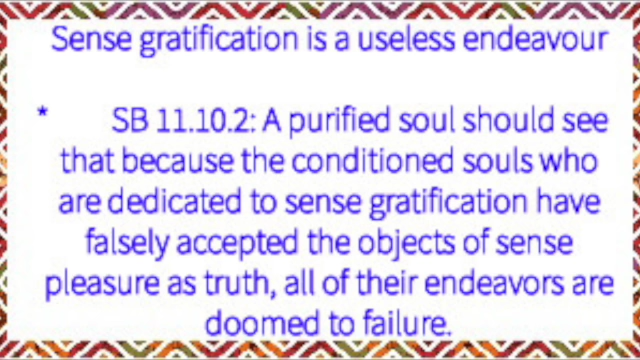 Sense gratification is a useless endeavour
* SB 11.10.2: A purified soul should see
that because the conditioned souls who
are dedicated to sense gratification have
falsely accepted the objects of sense
pleasure as truth, all of their endeavors are
doomed to failure.